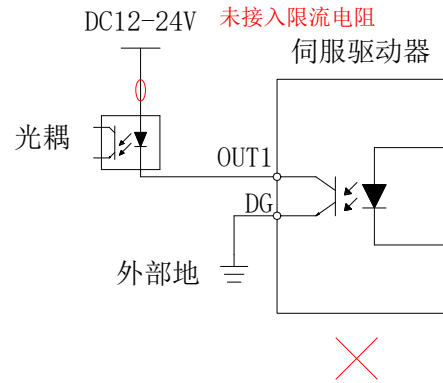 DC12-24V 未接入限流电阻
伺服驱动器
光耦
OUT1
DG
外部地